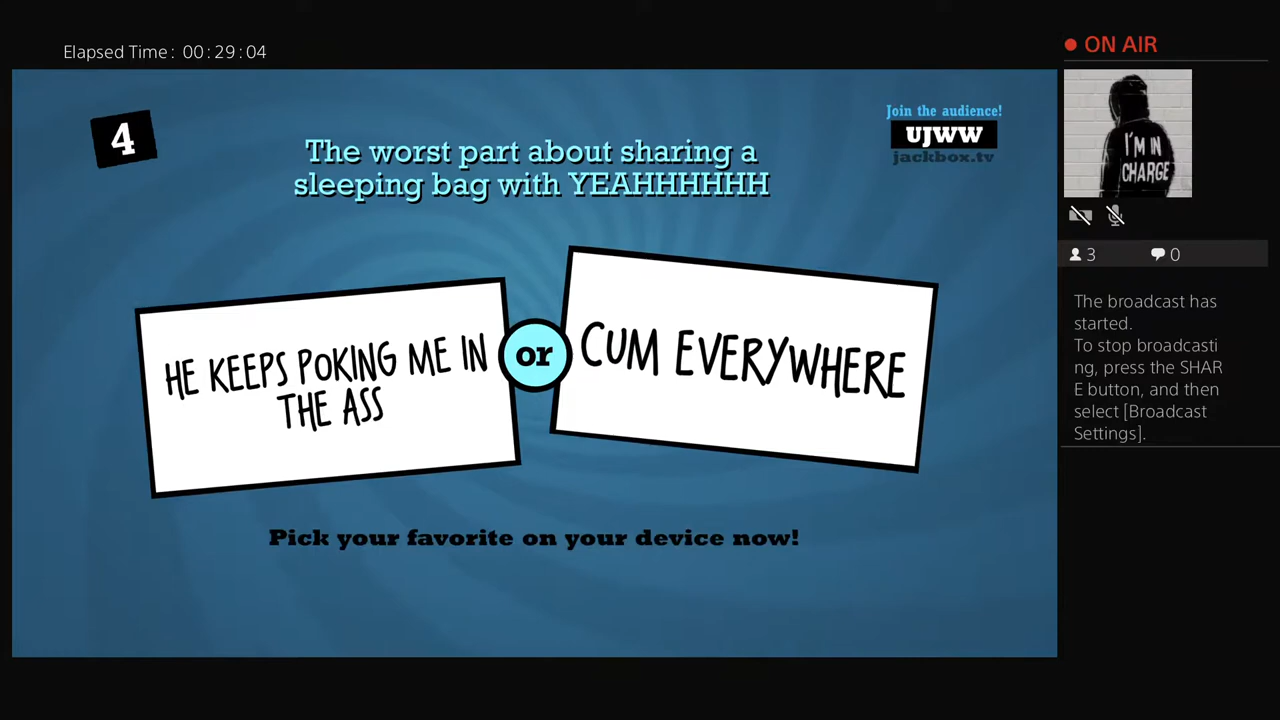 Elapsed Time: 00:29:04
ON AIR
4
Join the audience!
UJWW
jackbox.tv
The worst part about sharing a
sleeping bag with YEAHHHHHH
I'M IN
CHARGE
3
0
HE KEEPS POKING ME IN
THE ASS
or
CUM EVERYWHERE
Pick your favorite on your device now!
The broadcast has
started.
To stop broadcasti
ng, press the SHAR
E button, and then
select [Broadcast
Settings].